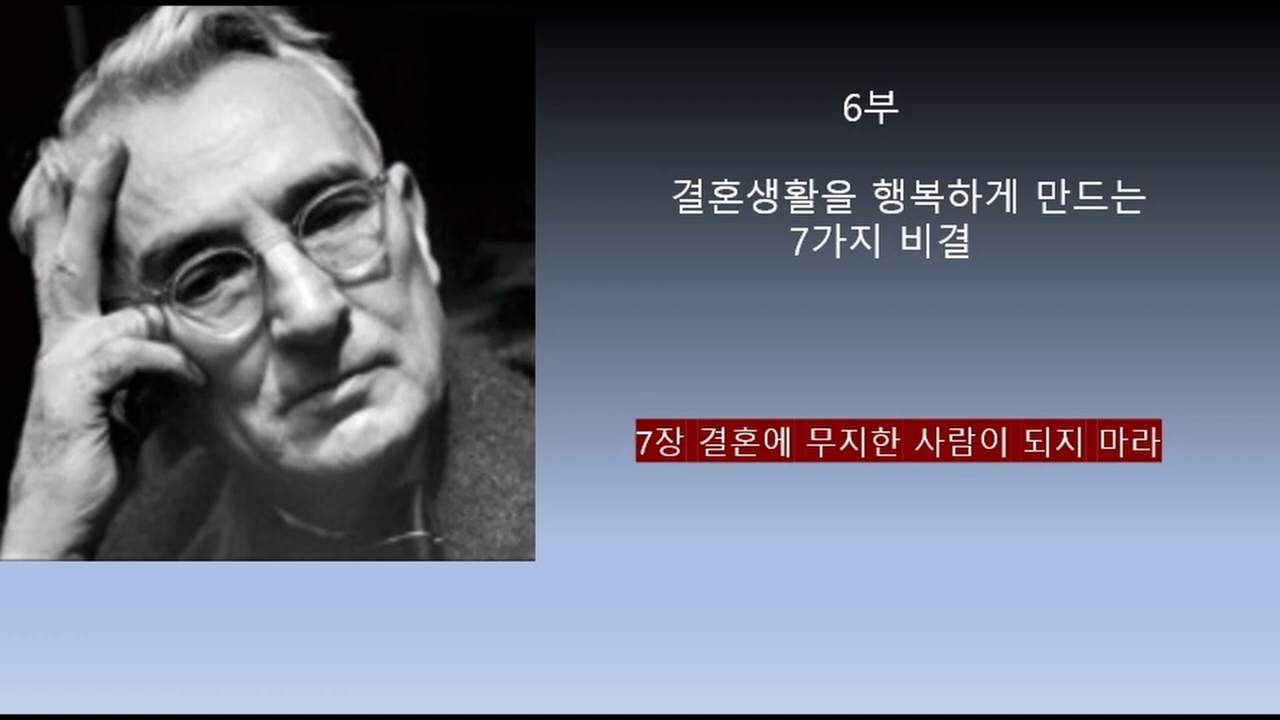 6부
결혼생활을 행복하게 만드는
7가지 비결
7장 결혼에 무지한 사람이 되지 마라